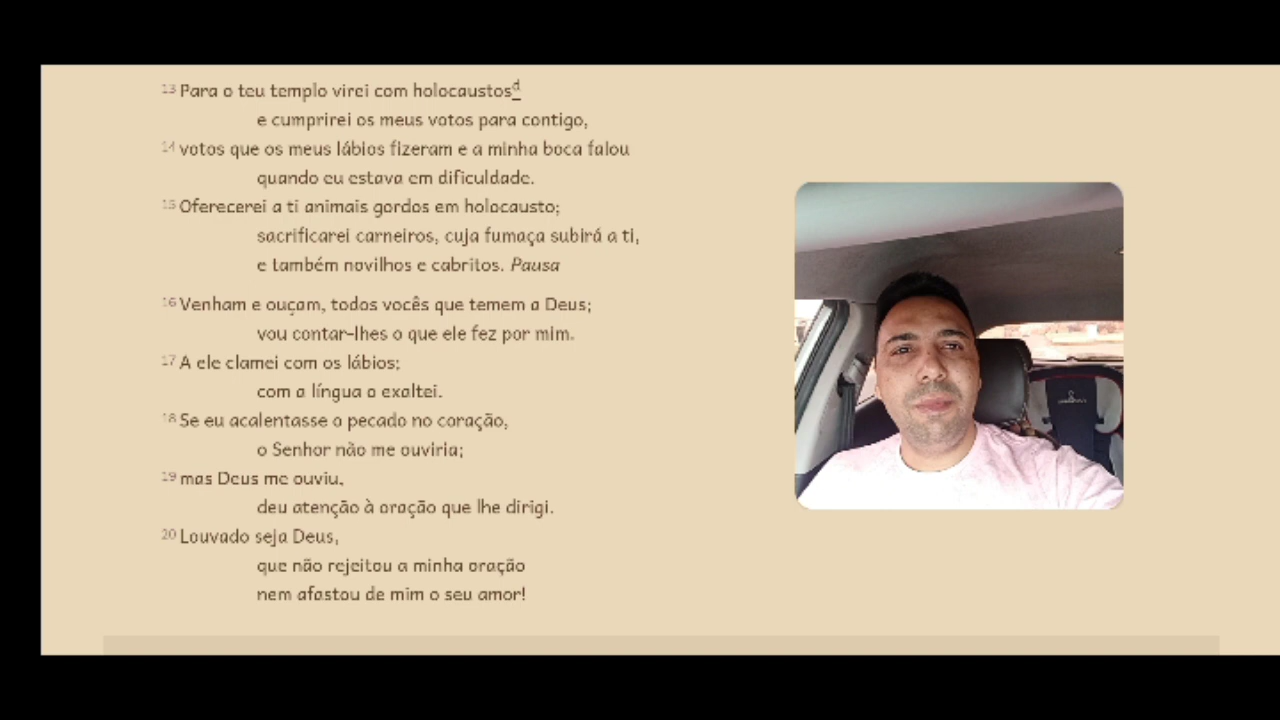 13 Para o teu templo virei com holocaustosd
e cumprirei os meus votos para contigo,
14 votos que os meus lábios fizeram e a minha boca falou
quando eu estava em dificuldade.
15 Oferecerei a ti animais gordos em holocausto;
sacrificarei carneiros, cuja fumaça subirá a ti,
e também novilhos e cabritos. Pausa
16 Venham e ouçam, todos vocês que temem a Deus;
vou contar-lhes o que ele fez por mim.
17 A ele clamei com os lábios;
com a língua o exaltei.
18 Se eu acalentasse o pecado no coração,
o Senhor não me ouviria;
19 mas Deus me ouviu,
deu atenção à oração que lhe dirigi.
20 Louvado seja Deus,
que não rejeitou a minha oração
nem afastou de mim o seu amor!